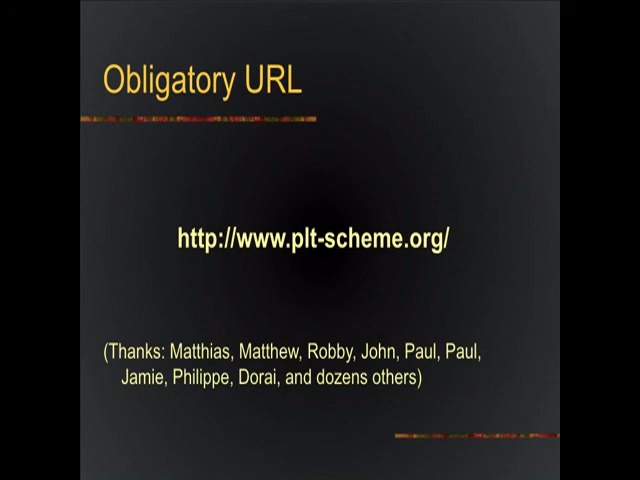 Obligatory URL
http://www.plt-scheme.org/
(Thanks: Matthias, Matthew, Robby, John, Paul, Paul,
Jamie, Philippe, Dorai, and dozens others)